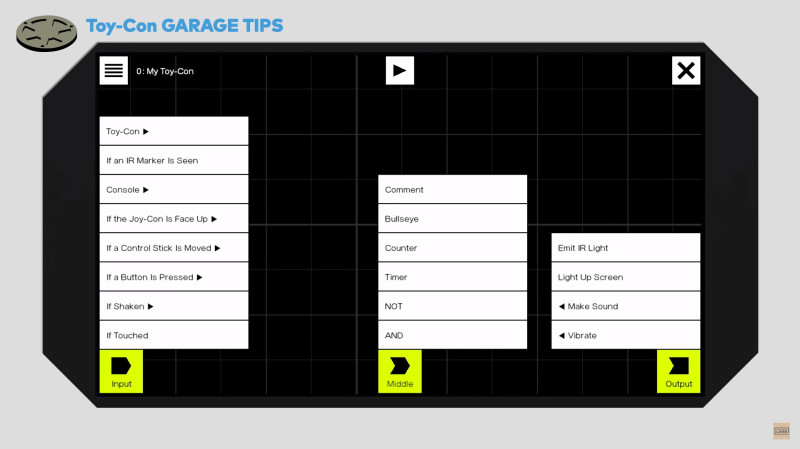 Toy-Con GARAGE TIPS
0: My Toy-Con
Toy-Con ▶
If an IR Marker Is Seen
Console ▶
If the Joy-Con Is Face Up ▶
If a Control Stick Is Moved ▶
If a Button Is Pressed ▶
If Shaken ▶
If Touched
Input
Comment
Bullseye
Counter
Timer
NOT
AND
Middle
Emit IR Light
Light Up Screen
◀ Make Sound
◀ Vibrate
Output